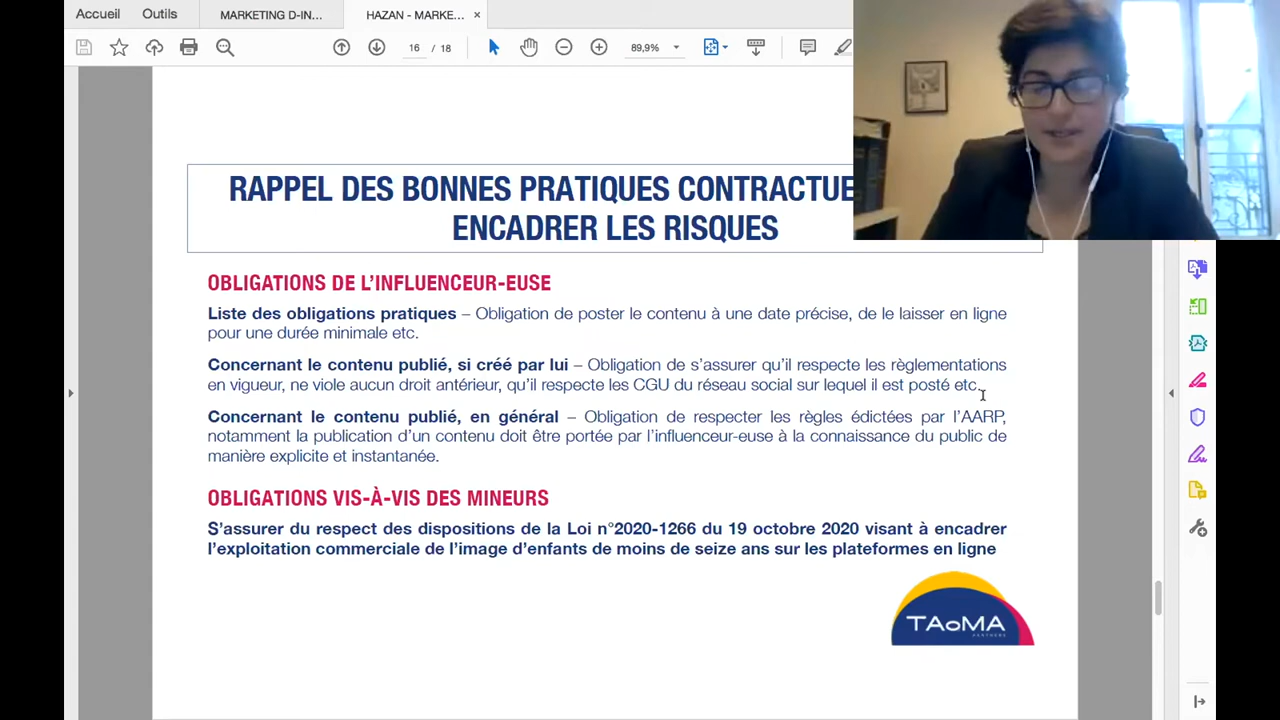 Accueil Outils MARKETING D-IN... HAZAN - MARKE... ×
16 / 18 89,9%
RAPPEL DES BONNES PRATIQUES CONTRACTUE
ENCADRER LES RISQUES
OBLIGATIONS DE L'INFLUENCEUR-EUSE
Liste des obligations pratiques – Obligation de poster le contenu à une date précise, de le laisser en ligne
pour une durée minimale etc.
Concernant le contenu publié, si créé par lui – Obligation de s'assurer qu'il respecte les règlementations
en vigueur, ne viole aucun droit antérieur, qu'il respecte les CGU du réseau social sur lequel il est posté etc.
Concernant le contenu publié, en général – Obligation de respecter les règles édictées par l'AARP,
notamment la publication d'un contenu doit être portée par l'influenceur-euse à la connaissance du public de
manière explicite et instantanée.
OBLIGATIONS VIS-À-VIS DES MINEURS
S'assurer du respect des dispositions de la Loi n°2020-1266 du 19 octobre 2020 visant à encadrer
l'exploitation commerciale de l'image d'enfants de moins de seize ans sur les plateformes en ligne
TAoMA
PARTNERS